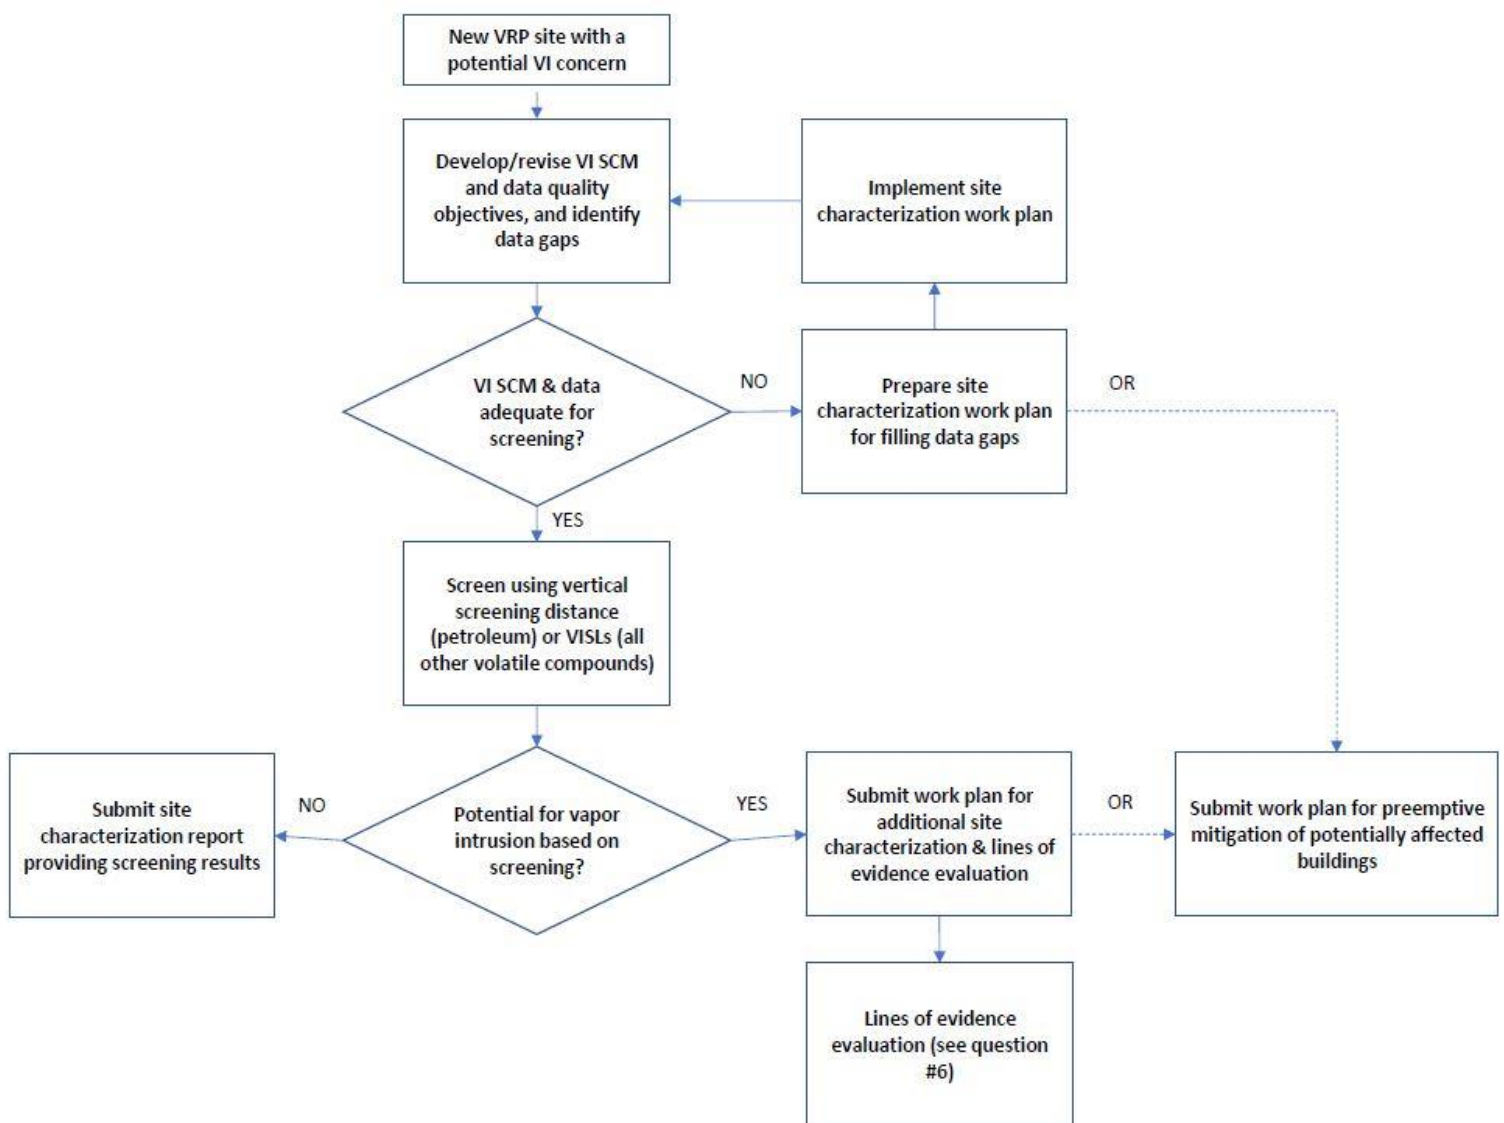 New VRP site with a
potential VI concern
Develop/revise VI SCM
and data quality
objectives, and identify
data gaps
Implement site
characterization work plan
VI SCM & data
adequate for
screening?
NO
Prepare site
characterization work plan
for filling data gaps
OR
YES
Screen using vertical
screening distance
(petroleum) or VISLs (all
other volatile compounds)
Submit site
characterization report
providing screening results
NO
Potential for vapor
intrusion based on
screening?
YES
Submit work plan for
additional site
characterization & lines of
evidence evaluation
OR
Submit work plan for preemptive
mitigation of potentially affected
buildings
Lines of evidence
evaluation (see question
#6)